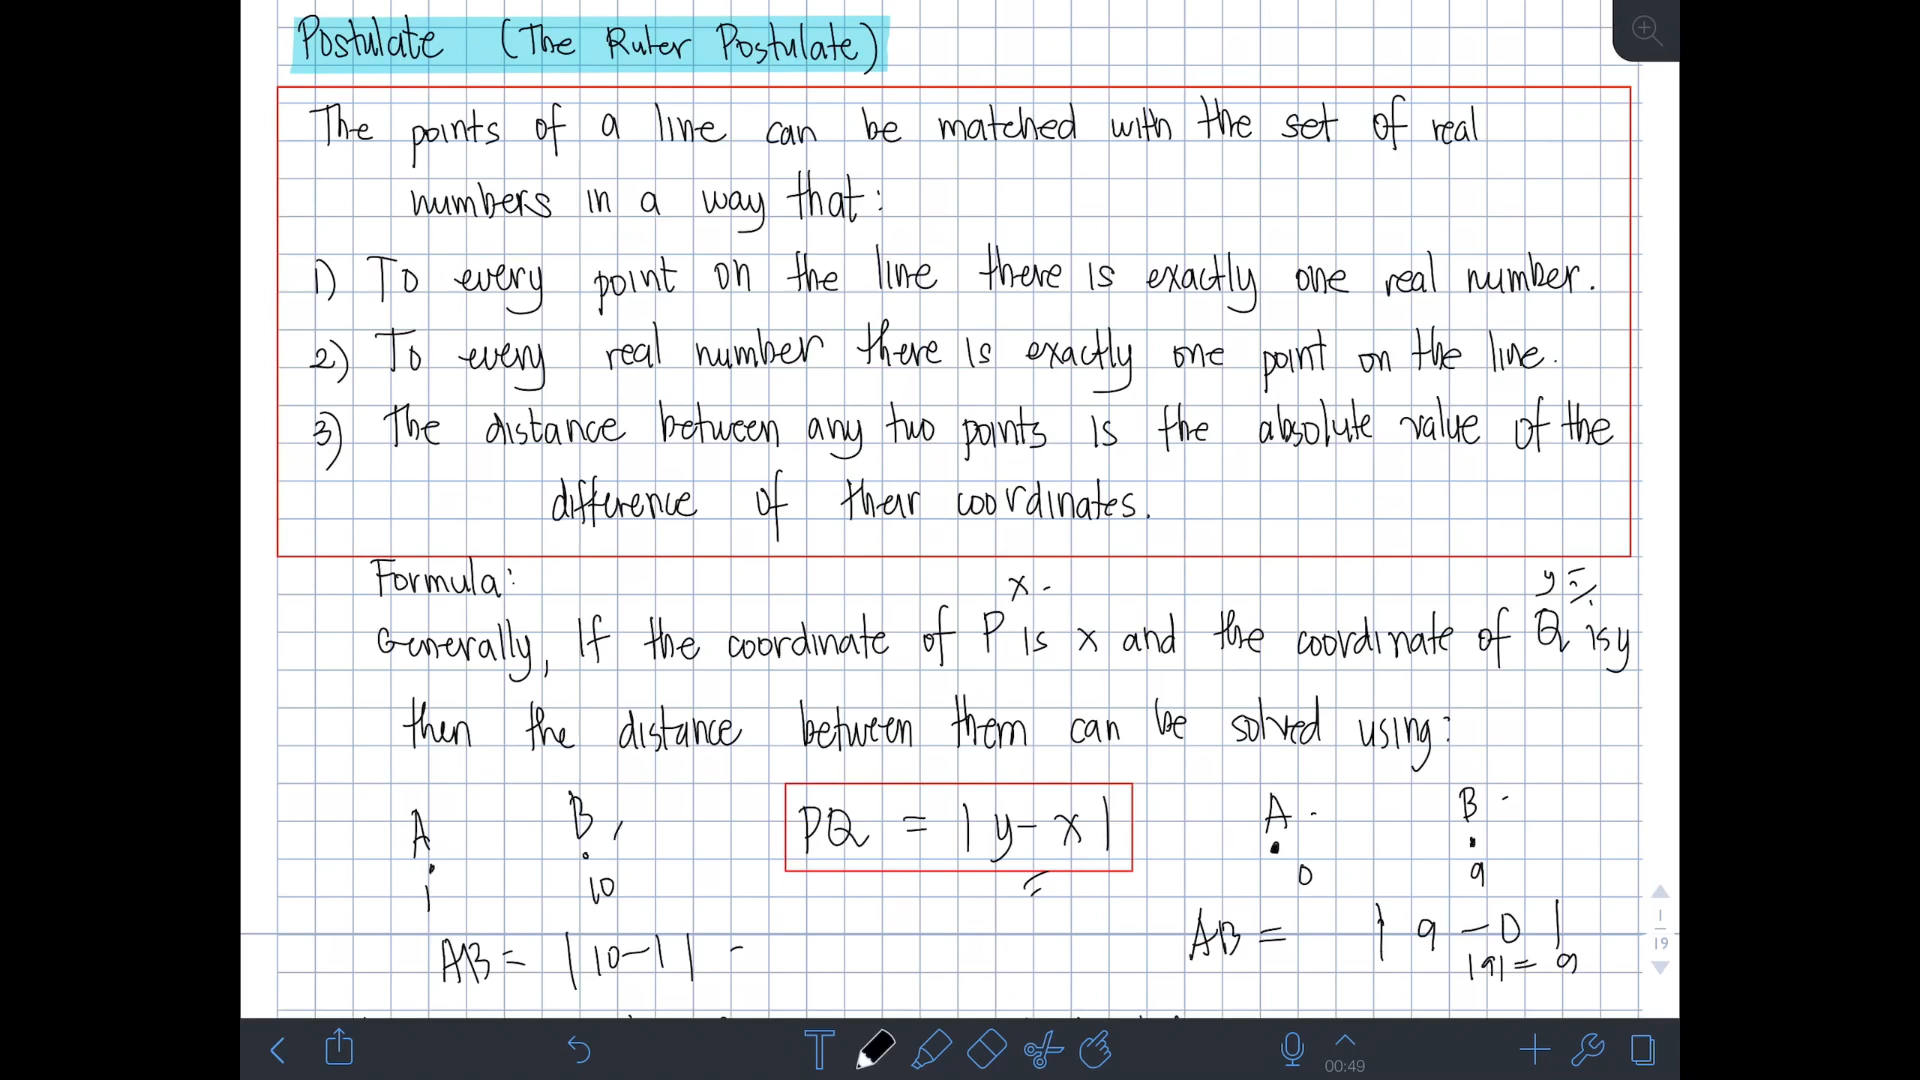 Postulate (The Ruler Postulate)
The points of a line can be matched with the set of real
numbers in a way that:
1) To every point on the line there is exactly one real number.
2) To every real number there is exactly one point on the line.
3) The distance between any two points is the absolute value of the
difference of their coordinates.
Formula:
x - y =
Generally, If the coordinate of P is x and the coordinate of Q is y
then the distance between them can be solved using:
A B
1 10
PQ = |y - x|
A B
0 9
AB = |10-1| =
AB = |9-0|
|9| = 9
1
19
T
00:49